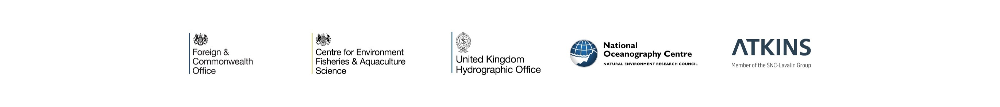 Foreign &
Commonwealth
Office
Centre for Environment
Fisheries & Aquaculture
Science
United Kingdom
Hydrographic Office
National
Oceanography Centre
NATURAL ENVIRONMENT RESEARCH COUNCIL
ATKINS
Member of the SNC-Lavalin Group